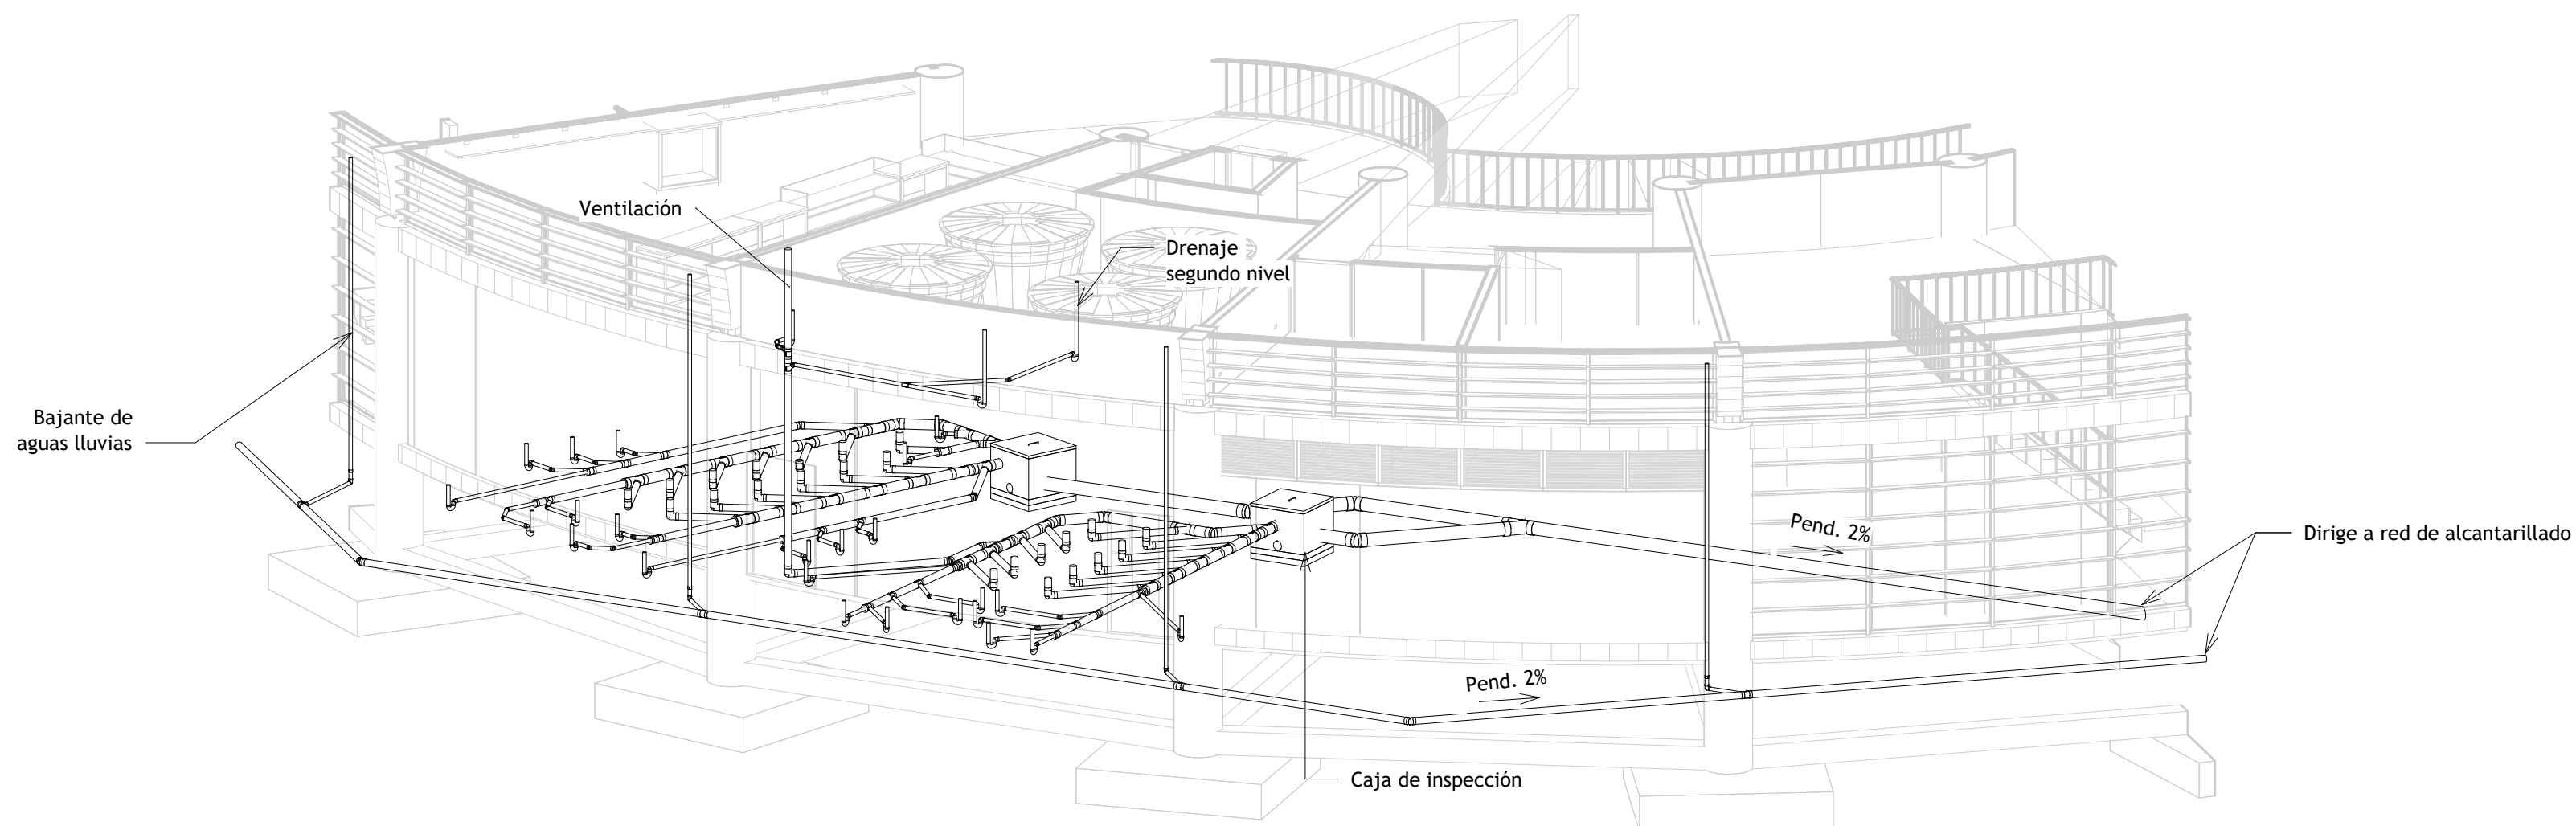 Ventilación
Drenaje
segundo nivel
Bajante de
aguas lluvias
Pend. 2%
Dirige a red de alcantarillado
Pend. 2%
Caja de inspección